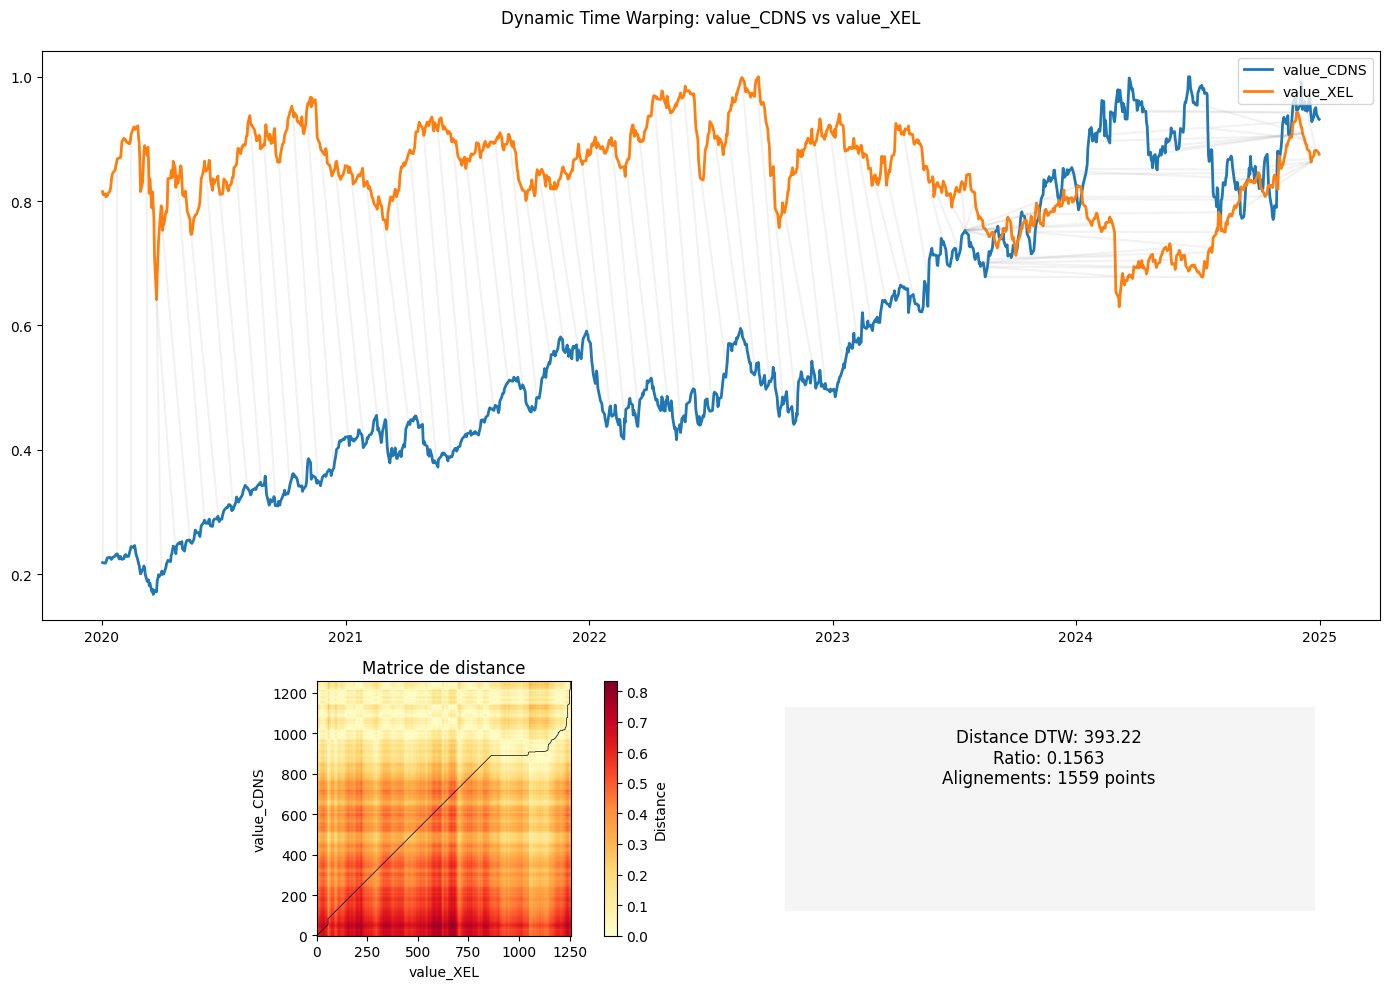 Dynamic Time Warping: value_CDNS vs value_XEL
value_CDNS
value_XEL
1.0
0.8
0.6
0.4
0.2
2020 2021 2022 2023 2024 2025
Matrice de distance
value_CDNS
1200
1000
800
600
400
200
0
0 250 500 750 1000 1250
value_XEL
0.8
0.7
0.6
0.5
0.4
0.3
0.2
0.1
0.0
Distance
Distance DTW: 393.22
Ratio: 0.1563
Alignements: 1559 points